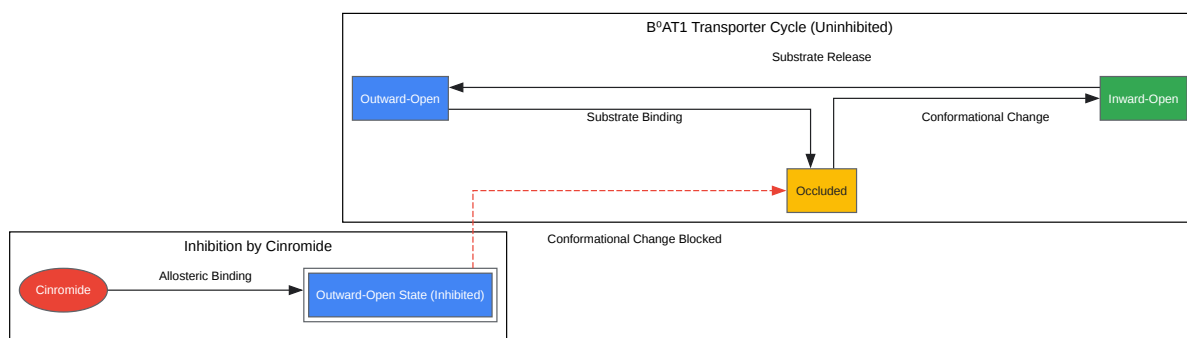 B⁰AT1 Transporter Cycle (Uninhibited)
Substrate Release
Outward-Open
Inward-Open
Substrate Binding
Conformational Change
Occluded
Conformational Change Blocked
Inhibition by Cinromide
Allosteric Binding
Cinromide
Outward-Open State (Inhibited)